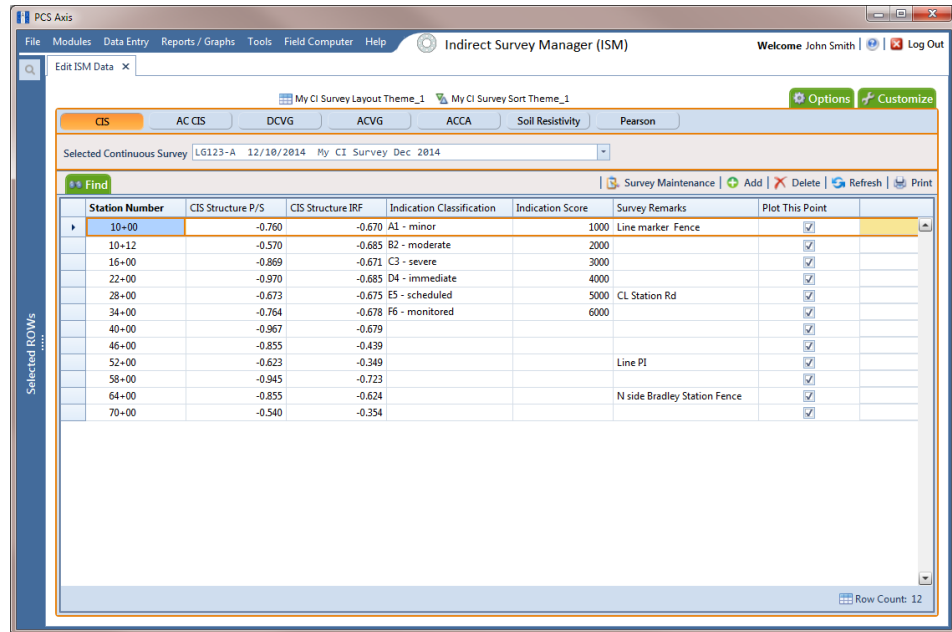 PCS Axis
File Modules Data Entry Reports / Graphs Tools Field Computer Help Indirect Survey Manager (ISM) Welcome John Smith Log Out
Edit ISM Data
My CI Survey Layout Theme_1 My CI Survey Sort Theme_1 Options Customize
CIS AC CIS DCVG ACVG ACCA Soil Resistivity Pearson
Selected Continuous Survey LG123-A 12/10/2014 My CI Survey Dec 2014
Find Survey Maintenance Add Delete Refresh Print
Station Number CIS Structure P/S CIS Structure IRF Indication Classification Indication Score Survey Remarks Plot This Point
10+00 -0.760 -0.670 A1 - minor 1000 Line marker Fence
10+12 -0.570 -0.685 B2 - moderate 2000
16+00 -0.869 -0.671 C3 - severe 3000
22+00 -0.970 -0.685 D4 - immediate 4000
28+00 -0.673 -0.675 E5 - scheduled 5000 CL Station Rd
34+00 -0.764 -0.678 F6 - monitored 6000
40+00 -0.967 -0.679
46+00 -0.855 -0.439
52+00 -0.623 -0.349 Line PI
58+00 -0.945 -0.723
64+00 -0.855 -0.624 N side Bradley Station Fence
70+00 -0.540 -0.354
Selected ROWs
Row Count: 12